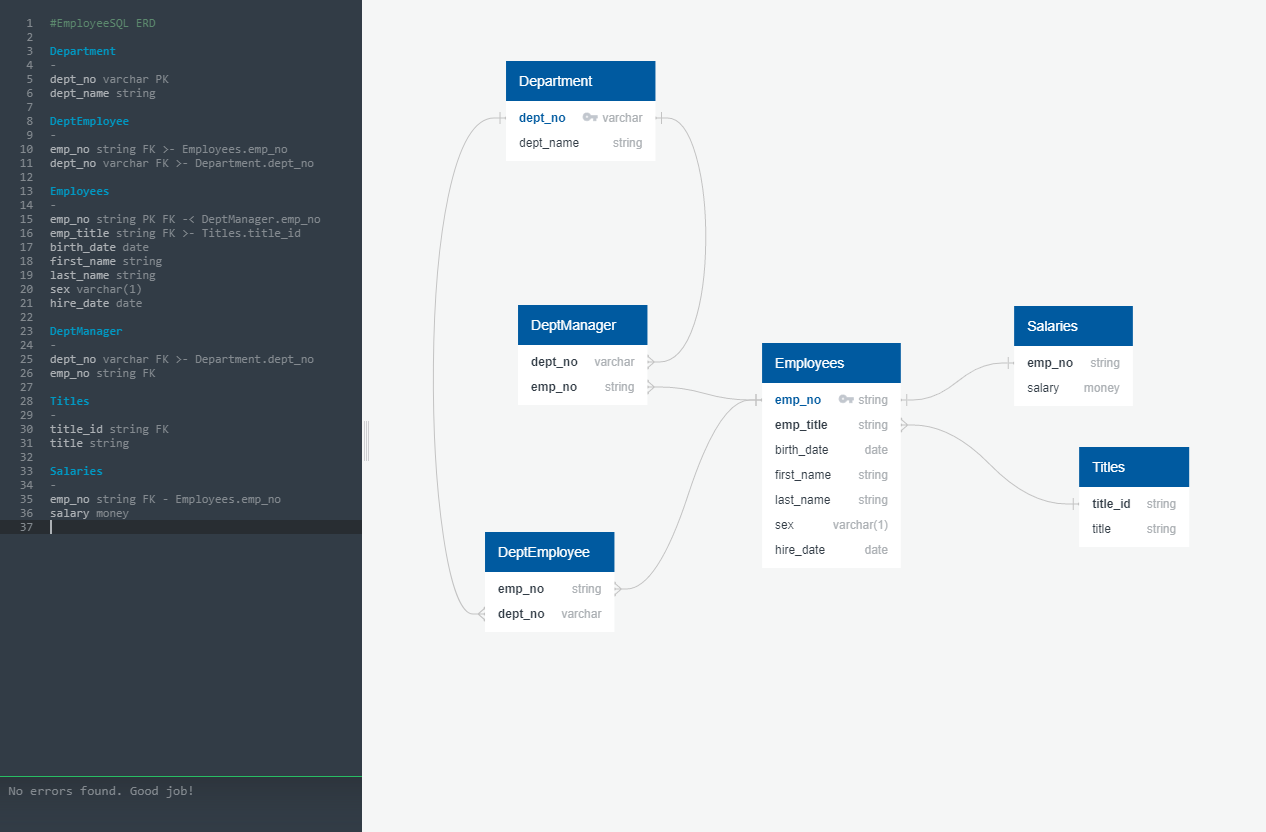 1 #EmployeeSQL ERD
2
3 Department
4 -
5 dept_no varchar PK
6 dept_name string
7
8 DeptEmployee
9 -
10 emp_no string FK >- Employees.emp_no
11 dept_no varchar FK >- Department.dept_no
12
13 Employees
14 -
15 emp_no string PK FK -< DeptManager.emp_no
16 emp_title string FK >- Titles.title_id
17 birth_date date
18 first_name string
19 last_name string
20 sex varchar(1)
21 hire_date date
22
23 DeptManager
24 -
25 dept_no varchar FK >- Department.dept_no
26 emp_no string FK
27
28 Titles
29 -
30 title_id string FK
31 title string
32
33 Salaries
34 -
35 emp_no string FK - Employees.emp_no
36 salary money
37
No errors found. Good job!
Department
dept_no varchar
dept_name string
DeptManager
dept_no varchar
emp_no string
Employees
emp_no string
emp_title string
birth_date date
first_name string
last_name string
sex varchar(1)
hire_date date
Salaries
emp_no string
salary money
Titles
title_id string
title string
DeptEmployee
emp_no string
dept_no varchar